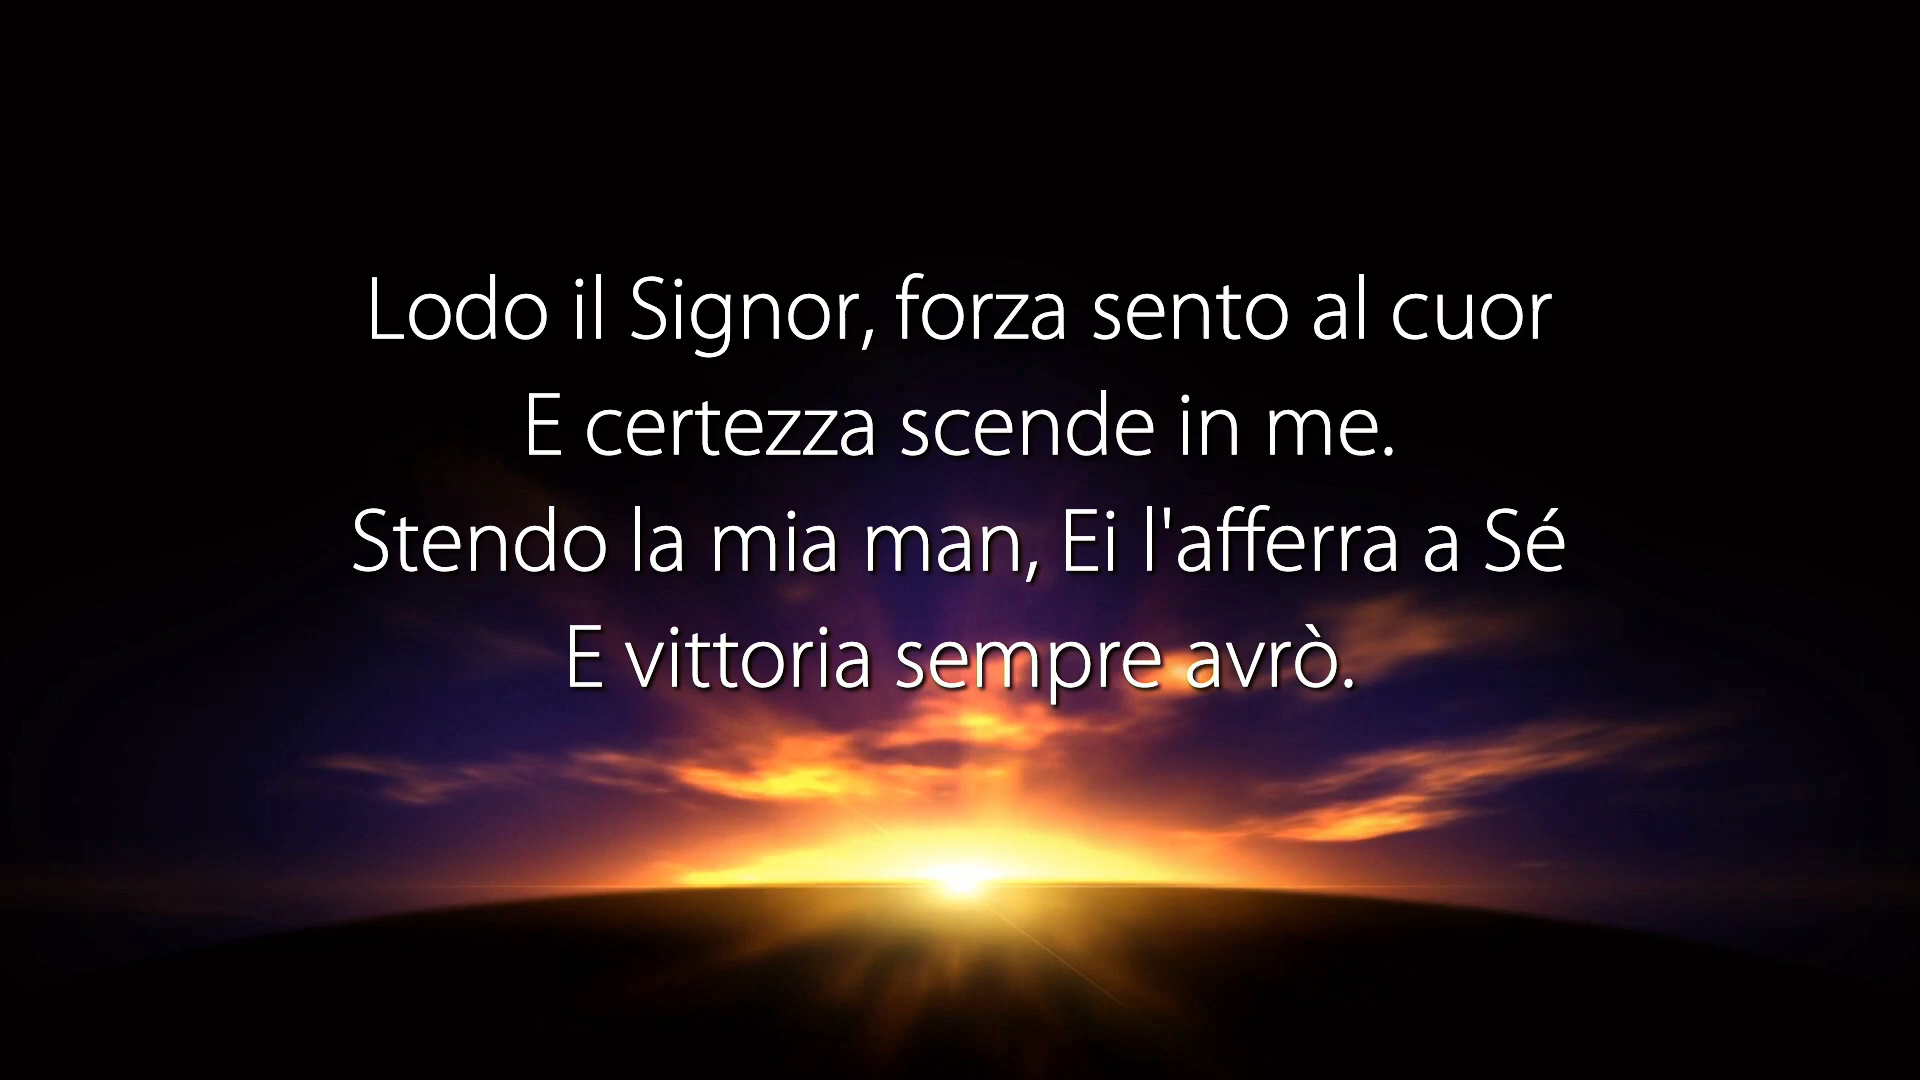 Lodo il Signor, forza sento al cuor
E certezza scende in me.
Stendo la mia man, Ei l'afferra a Sé
E vittoria sempre avrò.